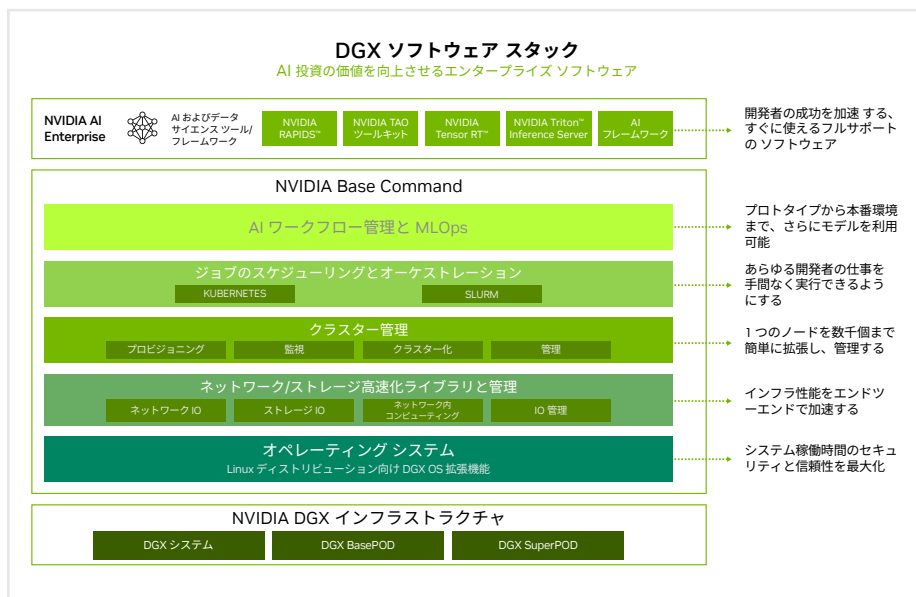 DGX ソフトウェア スタック
AI 投資の価値を向上させるエンタープライズ ソフトウェア
NVIDIA AI
Enterprise
AI およびデータ
サイエンス ツール/
フレームワーク
NVIDIA
RAPIDS™
NVIDIA TAO
ツールキット
NVIDIA
Tensor RT™
NVIDIA Triton™
Inference Server
AI
フレームワーク
開発者の成功を加速 する、
すぐに使えるフルサポート
の ソフトウェア
NVIDIA Base Command
AI ワークフロー管理と MLOps
プロトタイプから本番環境
まで、さらにモデルを利用
可能
ジョブのスケジューリングとオーケストレーション
KUBERNETES
SLURM
あらゆる開発者の仕事を
手間なく実行できるよう
にする
クラスター管理
プロビジョニング
監視
クラスター化
管理
1 つのノードを数千個まで
簡単に拡張し、管理する
ネットワーク/ストレージ高速化ライブラリと管理
ネットワーク IO
ストレージ IO
ネットワーク内
コンピューティング
IO 管理
インフラ性能をエンドツ
ーエンドで加速する
オペレーティング システム
Linux ディストリビューション向け DGX OS 拡張機能
システム稼働時間のセキュ
リティと信頼性を最大化
NVIDIA DGX インフラストラクチャ
DGX システム
DGX BasePOD
DGX SuperPOD